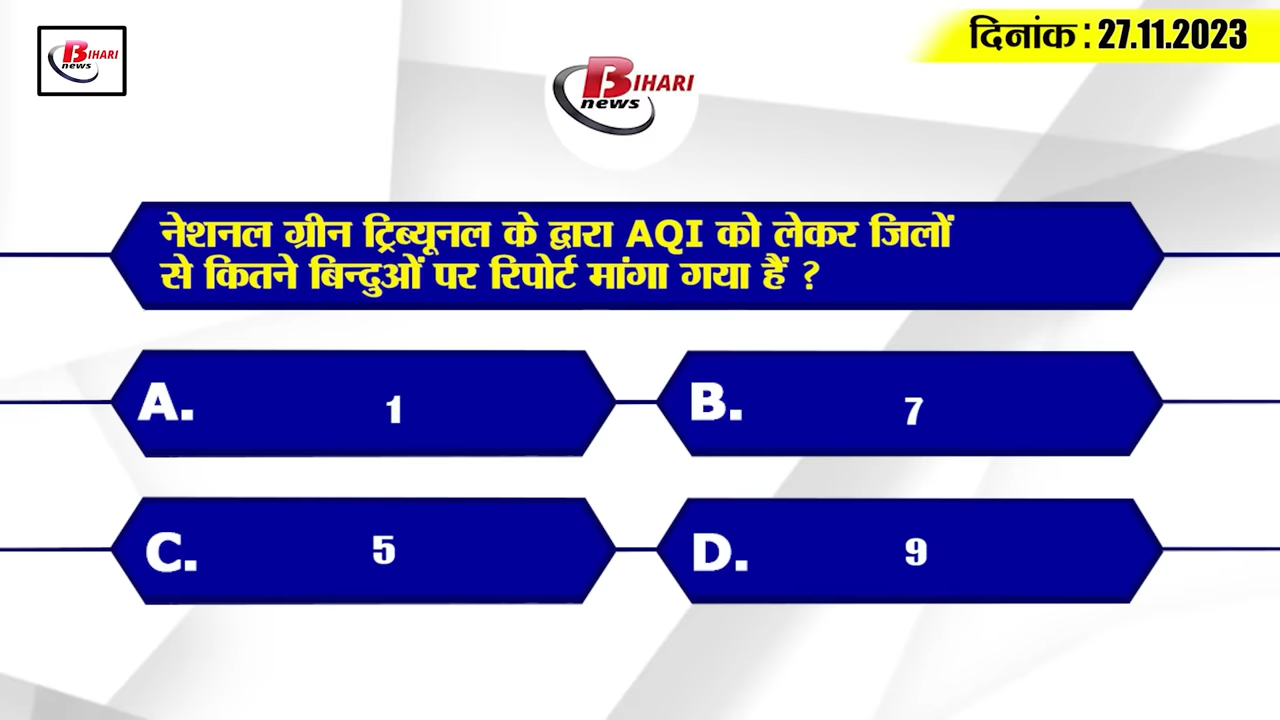 BIHARI
news
दिनांक : 27.11.2023
BIHARI
news
नेशनल ग्रीन ट्रिब्यूनल के द्वारा AQI को लेकर जिलों
से कितने बिन्दुओं पर रिपोर्ट मांगा गया हैं ?
A. 1
B. 7
C. 5
D. 9